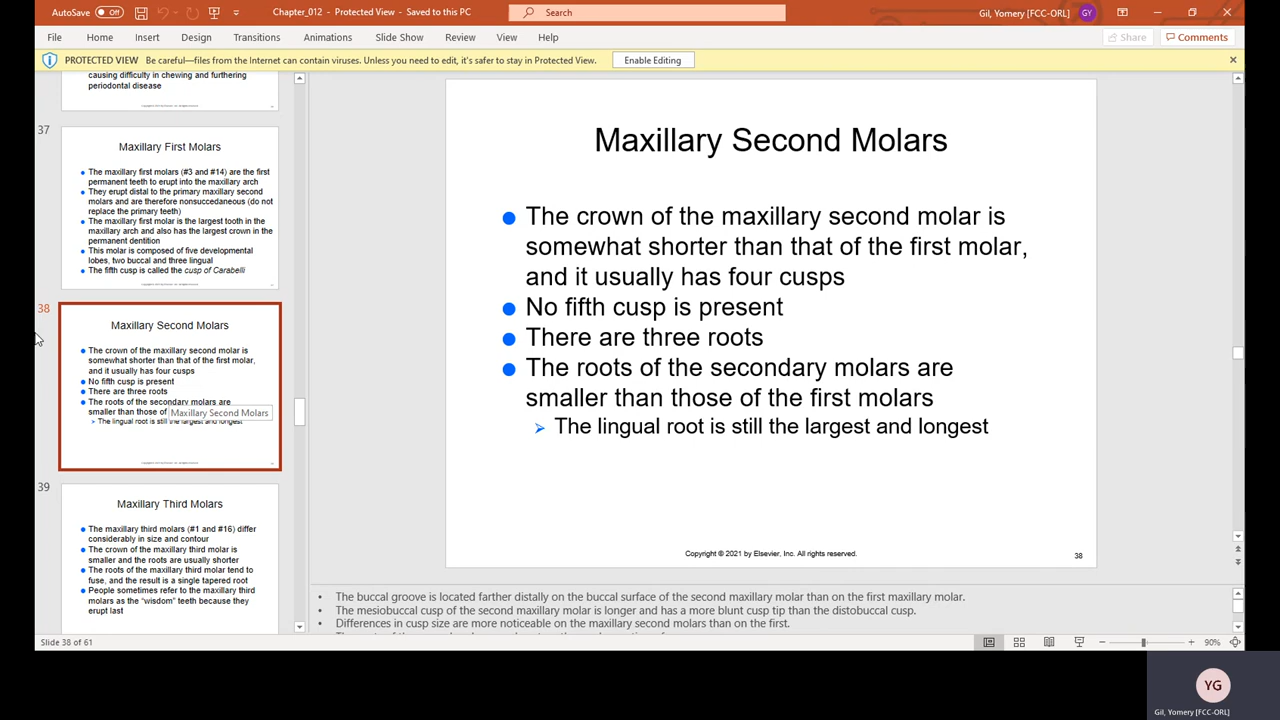 AutoSave Off
Chapter_012 - Protected View - Saved to this PC
Search
Gil, Yomery [FCC-ORL]
GY
File Home Insert Design Transitions Animations Slide Show Review View Help
Share Comments
PROTECTED VIEW Be careful—files from the Internet can contain viruses. Unless you need to edit, it's safer to stay in Protected View. Enable Editing
causing difficulty in chewing and furthering
periodontal disease
37
Maxillary First Molars
The maxillary first molars (#3 and #14) are the first
permanent teeth to erupt into the maxillary arch
They erupt distal to the primary maxillary second
molars and are therefore nonsuccedaneous (do not
replace the primary teeth)
The maxillary first molar is the largest tooth in the
maxillary arch and also has the largest crown in the
permanent dentition
This molar is composed of five developmental
lobes, two buccal and three lingual
The fifth cusp is called the cusp of Carabelli
38
Maxillary Second Molars
The crown of the maxillary second molar is
somewhat shorter than that of the first molar,
and it usually has four cusps
No fifth cusp is present
There are three roots
The roots of the secondary molars are
smaller than those of
Maxillary Second Molars
The lingual root is still the largest and longest
39
Maxillary Third Molars
The maxillary third molars (#1 and #16) differ
considerably in size and contour
The crown of the maxillary third molar is
smaller and the roots are usually shorter
The roots of the maxillary third molar tend to
fuse, and the result is a single tapered root
People sometimes refer to the maxillary third
molars as the “wisdom” teeth because they
erupt last
Maxillary Second Molars
The crown of the maxillary second molar is
somewhat shorter than that of the first molar,
and it usually has four cusps
No fifth cusp is present
There are three roots
The roots of the secondary molars are
smaller than those of the first molars
The lingual root is still the largest and longest
Copyright © 2021 by Elsevier, Inc. All rights reserved.
38
The buccal groove is located farther distally on the buccal surface of the second maxillary molar than on the first maxillary molar.
The mesiobuccal cusp of the second maxillary molar is longer and has a more blunt cusp tip than the distobuccal cusp.
Differences in cusp size are more noticeable on the maxillary second molars than on the first.
Slide 38 of 61
90%
YG
Gil, Yomery [FCC-ORL]